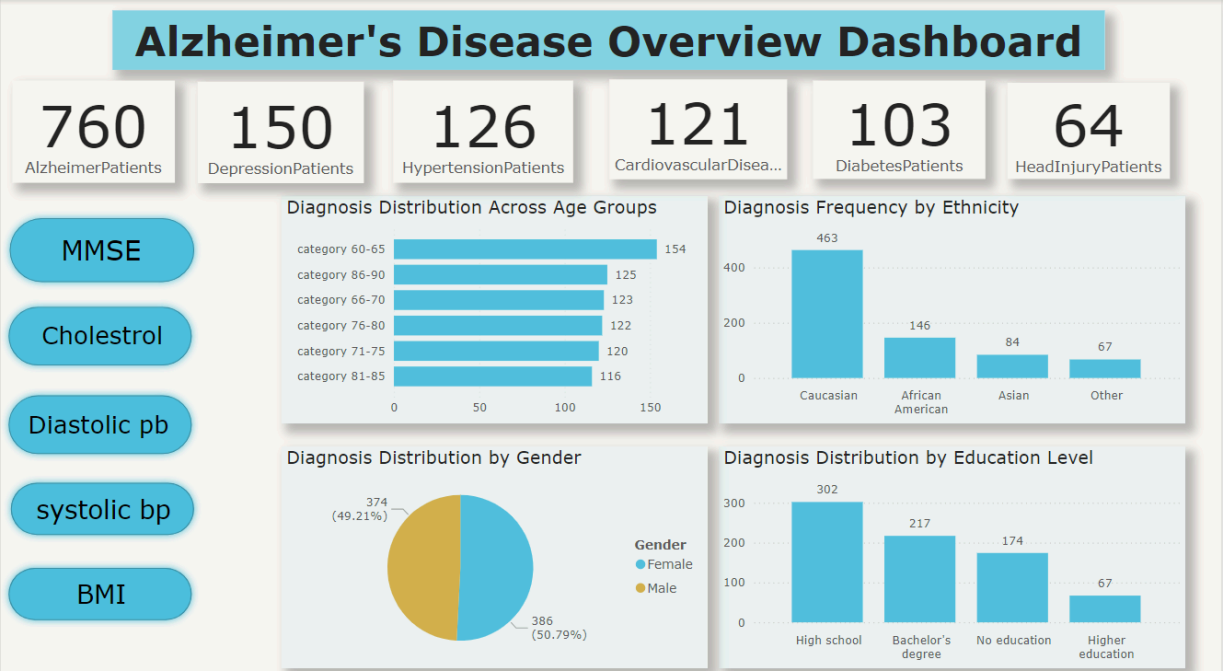 Alzheimer's Disease Overview Dashboard
760
AlzheimerPatients
150
DepressionPatients
126
HypertensionPatients
121
CardiovascularDisea...
103
DiabetesPatients
64
HeadInjuryPatients
MMSE
Cholestrol
Diastolic pb
systolic bp
BMI
Diagnosis Distribution Across Age Groups
category 60-65
154
category 86-90
125
category 66-70
123
category 76-80
122
category 71-75
120
category 81-85
116
0
50
100
150
Diagnosis Frequency by Ethnicity
400
200
0
463
146
84
67
Caucasian
African
American
Asian
Other
Diagnosis Distribution by Gender
374
(49.21%)
386
(50.79%)
Gender
Female
Male
Diagnosis Distribution by Education Level
300
200
100
0
302
217
174
67
High school
Bachelor's
degree
No education
Higher
education